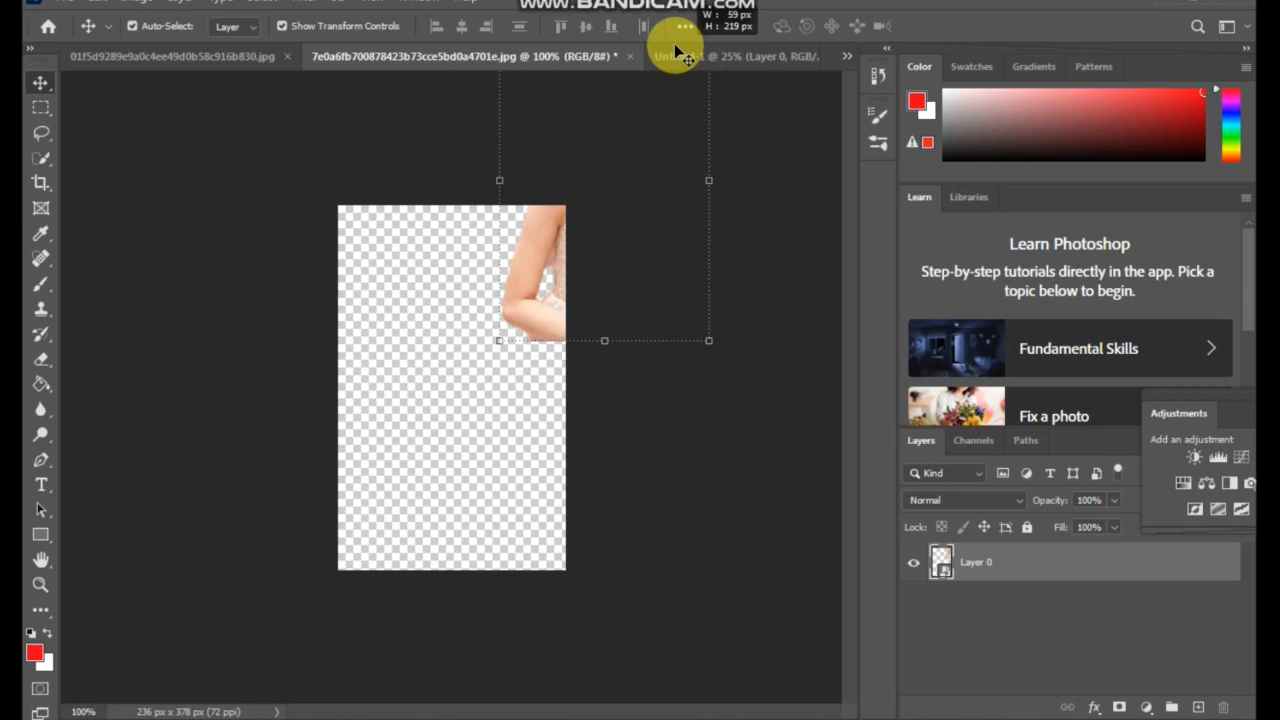 WWW.BANDICAM.COM
Auto-Select: Layer Show Transform Controls
W : 59 px
H : 219 px
01f5d9289e9a0c4ee49d0b58c916b830.jpg × 7e0a6fb700878423b73cce5bd0a4701e.jpg @ 100% (RGB/8#) * × @ 25% (Layer 0, RGB/.
Color Swatches Gradients Patterns
Learn Libraries
Learn Photoshop
Step-by-step tutorials directly in the app. Pick a
topic below to begin.
Fundamental Skills
Fix a photo
Adjustments
Add an adjustment
Layers Channels Paths
Kind
Normal Opacity: 100%
Lock: Fill: 100%
Layer 0
100% 236 px x 378 px (72 ppi)